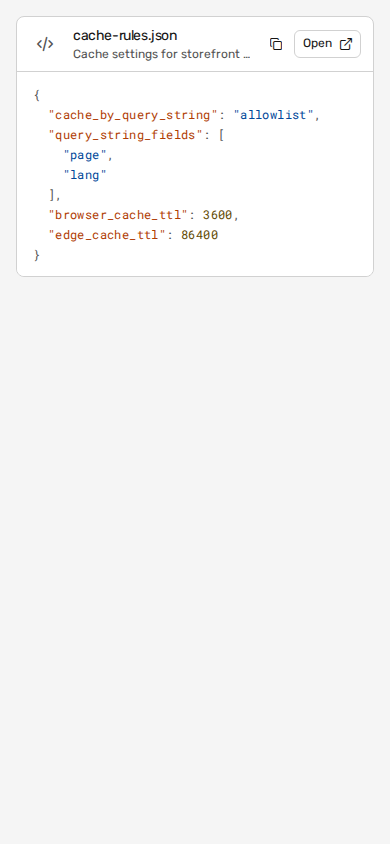 cache-rules.json
Cache settings for storefront ...
Open
{
  "cache_by_query_string": "allowlist",
  "query_string_fields": [
    "page",
    "lang"
  ],
  "browser_cache_ttl": 3600,
  "edge_cache_ttl": 86400
}